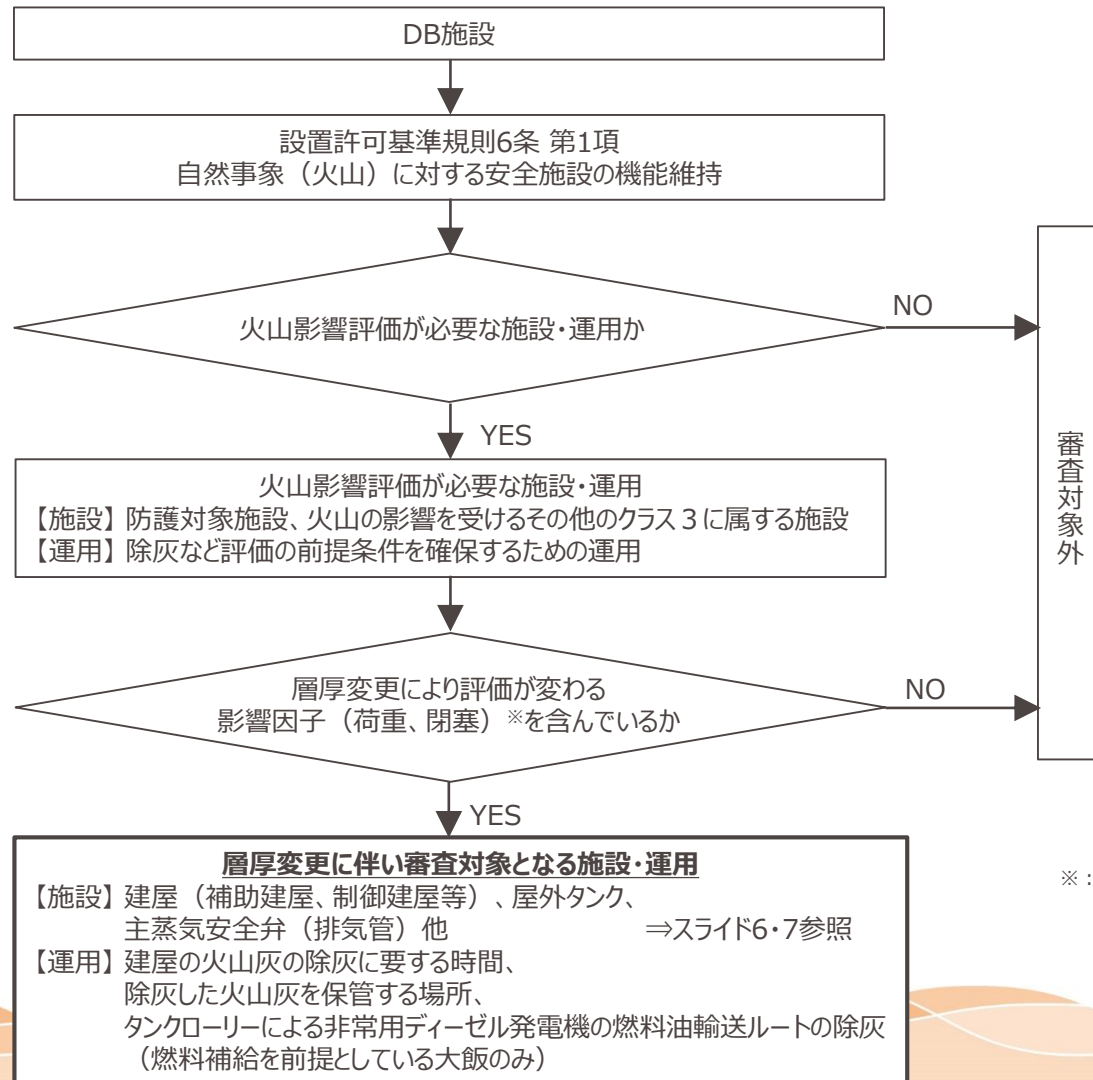 DB施設
設置許可基準規則6条 第1項
自然事象（火山）に対する安全施設の機能維持
火山影響評価が必要な施設・運用か
NO
YES
火山影響評価が必要な施設・運用
【施設】防護対象施設、火山の影響を受けるその他のクラス３に属する施設
【運用】除灰など評価の前提条件を確保するための運用
審査対象外
層厚変更により評価が変わる
影響因子（荷重、閉塞）※を含んでいるか
NO
YES
層厚変更に伴い審査対象となる施設・運用
【施設】建屋（補助建屋、制御建屋等）、屋外タンク、
主蒸気安全弁（排気管）他 ⇒スライド6・7参照
【運用】建屋の火山灰の除灰に要する時間、
除灰した火山灰を保管する場所、
タンクローリーによる非常用ディーゼル発電機の燃料油輸送ルートの除灰
（燃料補給を前提としている大飯のみ）
※：